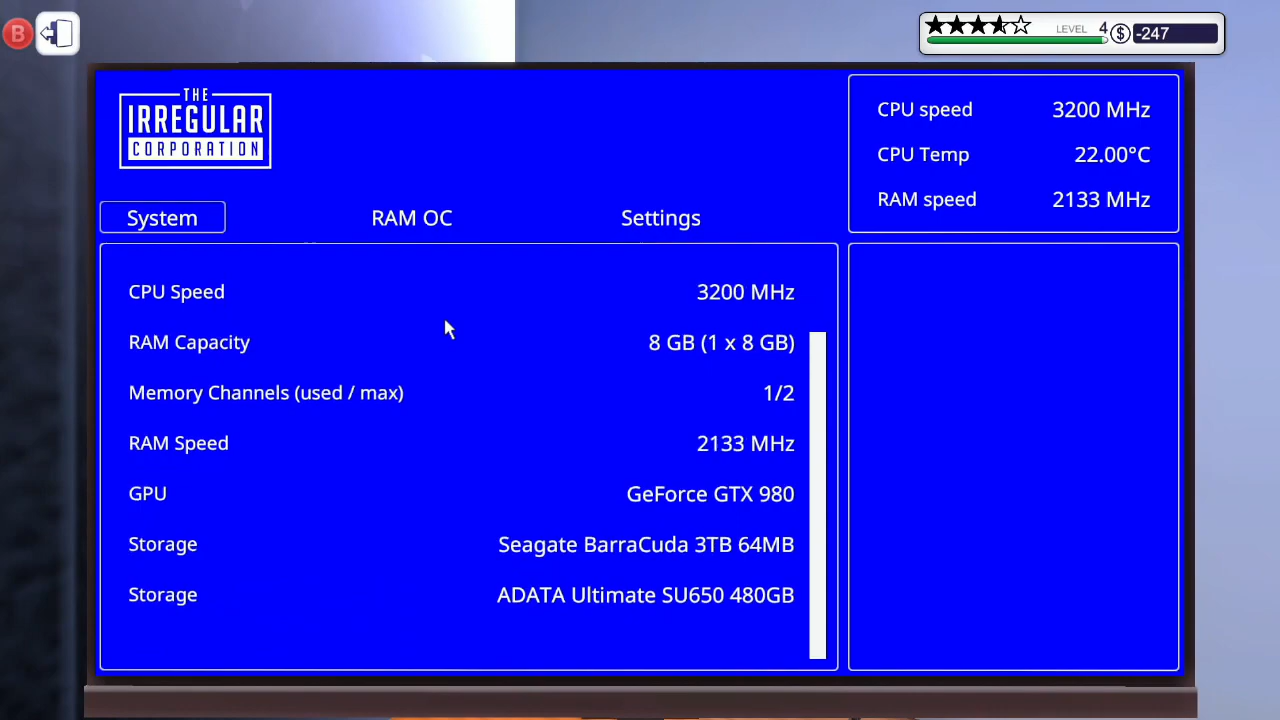 B
LEVEL 4 $ -247
THE
IRREGULAR
CORPORATION
CPU speed 3200 MHz
CPU Temp 22.00°C
RAM speed 2133 MHz
System RAM OC Settings
CPU Speed 3200 MHz
RAM Capacity 8 GB (1 x 8 GB)
Memory Channels (used / max) 1/2
RAM Speed 2133 MHz
GPU GeForce GTX 980
Storage Seagate BarraCuda 3TB 64MB
Storage ADATA Ultimate SU650 480GB